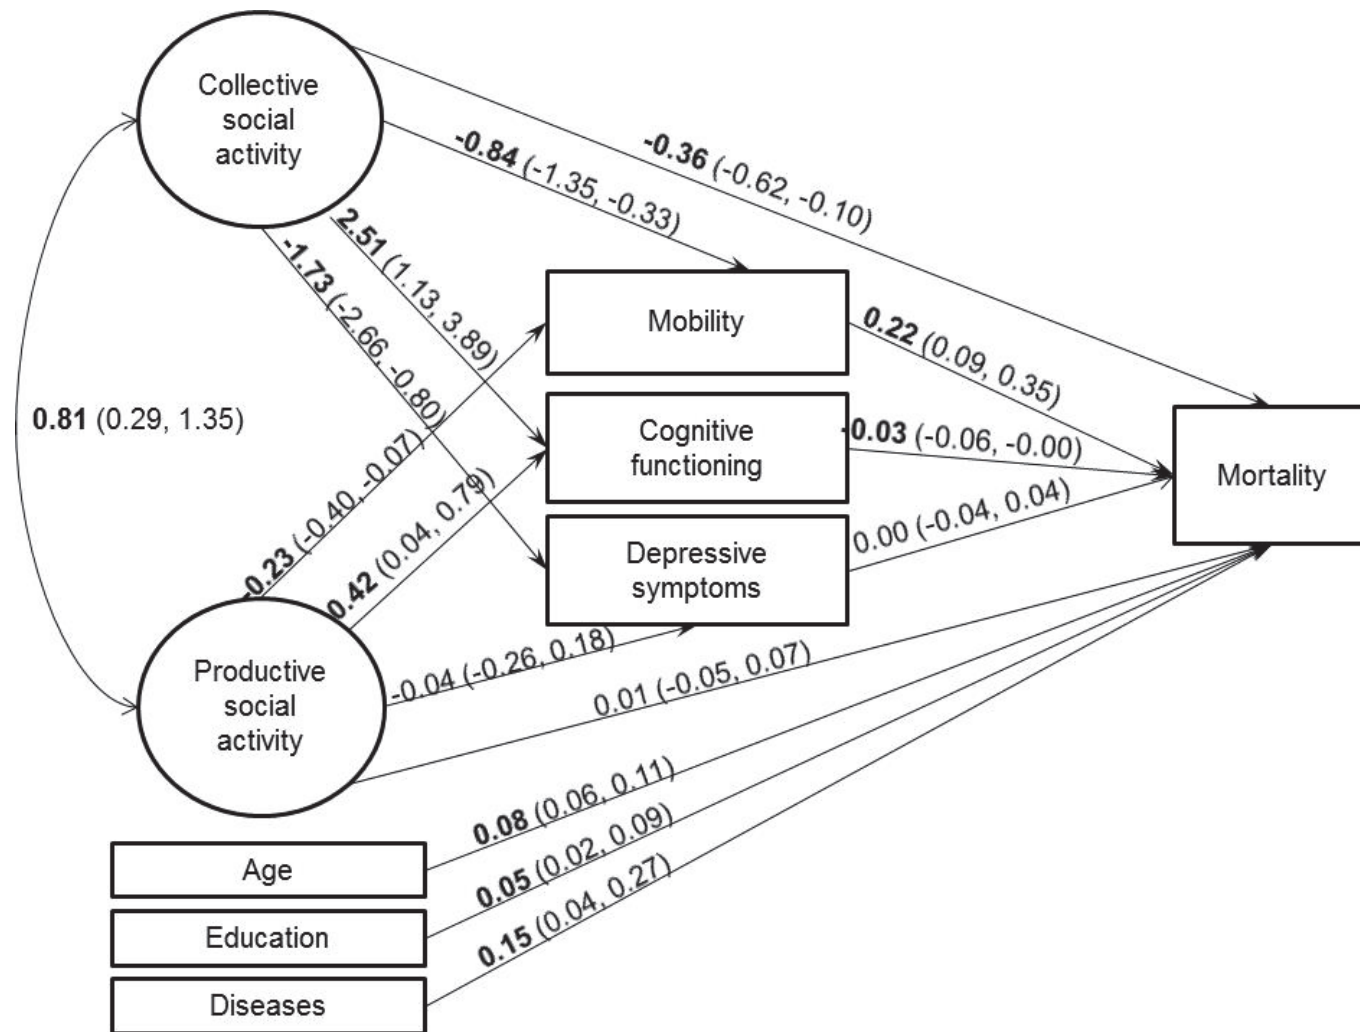 Collective
social
activity
-0.36 (-0.62, -0.10)
-0.84 (-1.35, -0.33)
2.51 (1.13, 3.89)
-1.73 (-2.66, -0.80)
Mobility
0.22 (0.09, 0.35)
0.81 (0.29, 1.35)
Cognitive
functioning
-0.03 (-0.06, -0.00)
Mortality
-0.23 (-0.40, -0.07)
0.42 (0.04, 0.79)
Depressive
symptoms
0.00 (-0.04, 0.04)
Productive
social
activity
-0.04 (-0.26, 0.18)
0.01 (-0.05, 0.07)
0.08 (0.06, 0.11)
Age
0.05 (0.02, 0.09)
Education
0.15 (0.04, 0.27)
Diseases